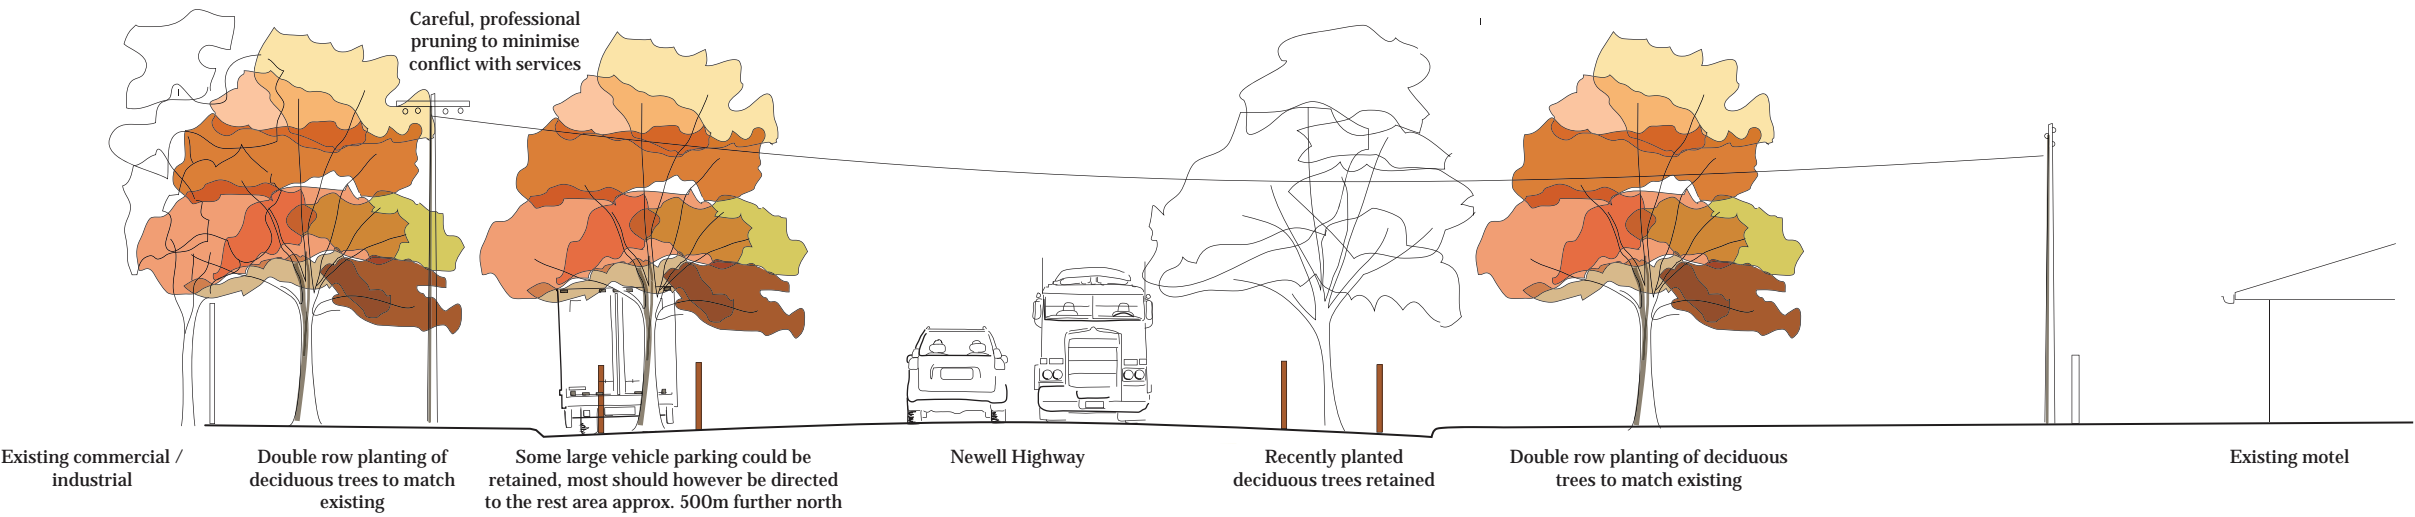 Careful, professional
pruning to minimise
conflict with services
Existing commercial /
industrial
Double row planting of
deciduous trees to match
existing
Some large vehicle parking could be
retained, most should however be directed
to the rest area approx. 500m further north
Newell Highway
Recently planted
deciduous trees retained
Double row planting of deciduous
trees to match existing
Existing motel